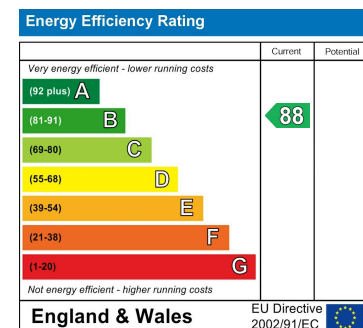 Energy Efficiency Rating
Current Potential
Very energy efficient - lower running costs
(92 plus) A
(81-91) B
88
(69-80) C
(55-68) D
(39-54) E
(21-38) F
(1-20) G
Not energy efficient - higher running costs
England & Wales
EU Directive
2002/91/EC